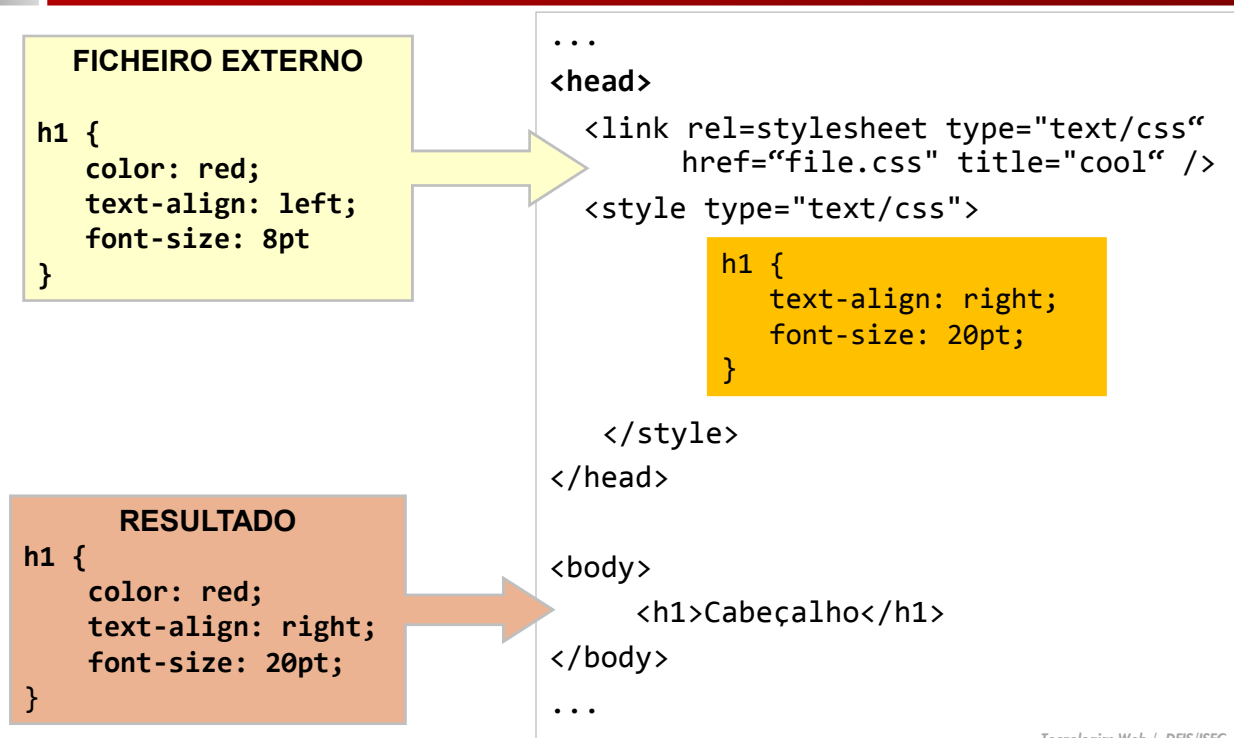 FICHEIRO EXTERNO
h1 {
color: red;
text-align: left;
font-size: 8pt
}
...
<head>
<link rel=stylesheet type="text/css“
href=“file.css" title="cool“ />
<style type="text/css">
h1 {
text-align: right;
font-size: 20pt;
}
</style>
</head>
RESULTADO
h1 {
color: red;
text-align: right;
font-size: 20pt;
}
<body>
<h1>Cabeçalho</h1>
</body>
...